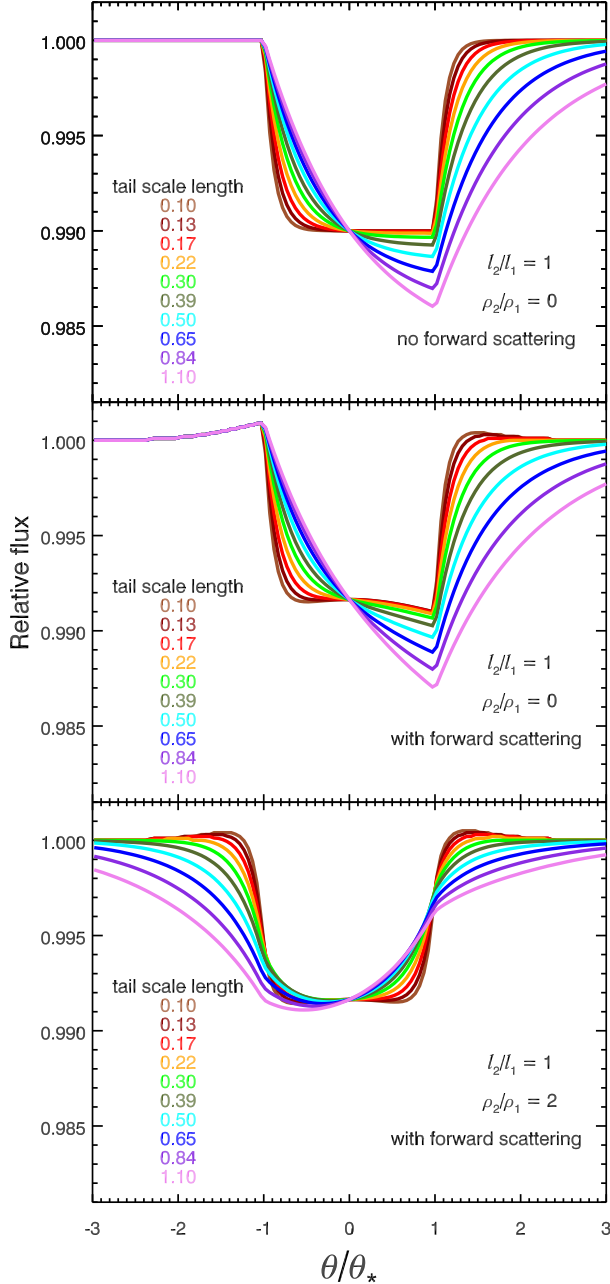 1.000
0.995
0.990
0.985
tail scale length
0.10
0.13
0.17
0.22
0.30
0.39
0.50
0.65
0.84
1.10
l₂/l₁ = 1
ρ₂/ρ₁ = 0
no forward scattering
Relative flux
1.000
0.995
0.990
0.985
tail scale length
0.10
0.13
0.17
0.22
0.30
0.39
0.50
0.65
0.84
1.10
l₂/l₁ = 1
ρ₂/ρ₁ = 0
with forward scattering
1.000
0.995
0.990
0.985
tail scale length
0.10
0.13
0.17
0.22
0.30
0.39
0.50
0.65
0.84
1.10
l₂/l₁ = 1
ρ₂/ρ₁ = 2
with forward scattering
-3 -2 -1 0 1 2 3
θ/θ*